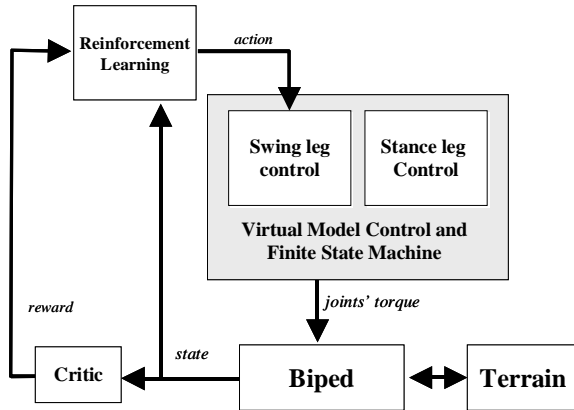 Reinforcement
Learning
action
Swing leg
control
Stance leg
Control
Virtual Model Control and
Finite State Machine
joints' torque
reward
state
Critic
Biped
Terrain